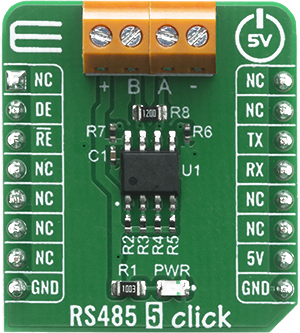 5V
+ B A -
NC NC
DE NC
RE TX
NC RX
NC NC
NC NC
NC 5V
GND GND
R8
1200
R7 R6
C1 U1
R2 R3 R4 R5
R1 PWR
1003
RS485 5 click